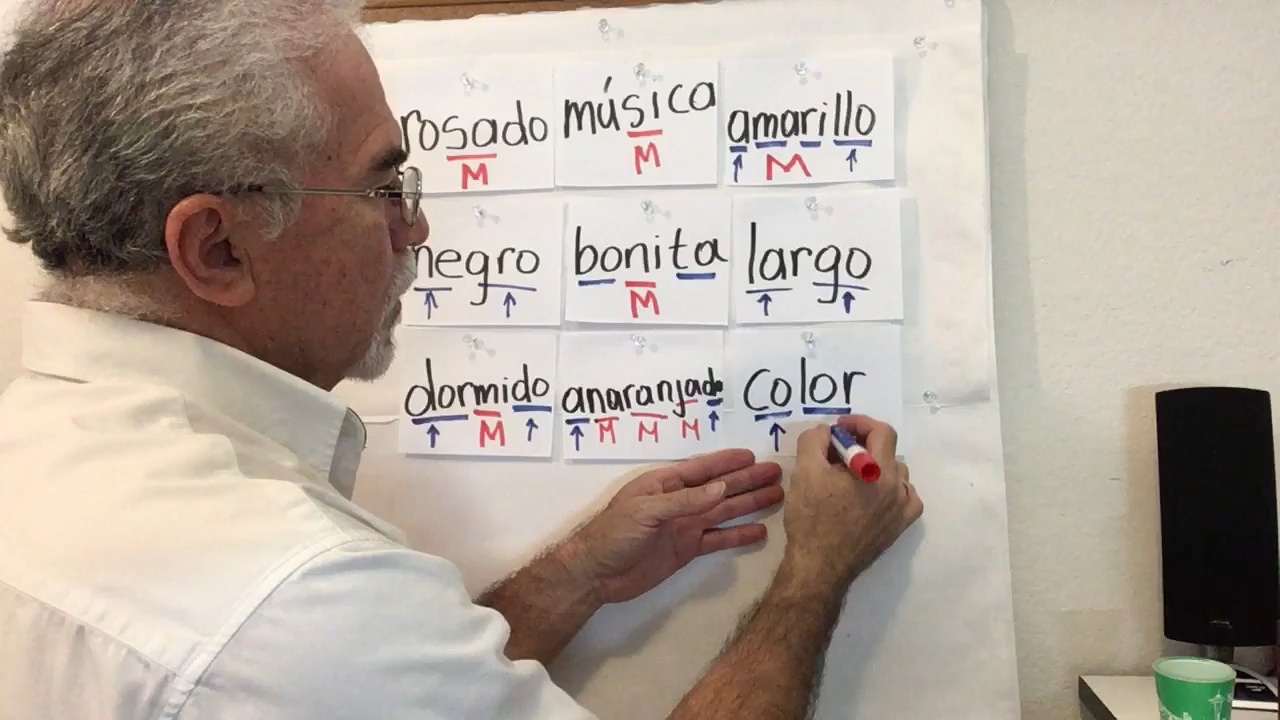 rosado
M
música
M
amarillo
M
negro
bonita
M
largo
dormido
M
anaranjado
M M M
color